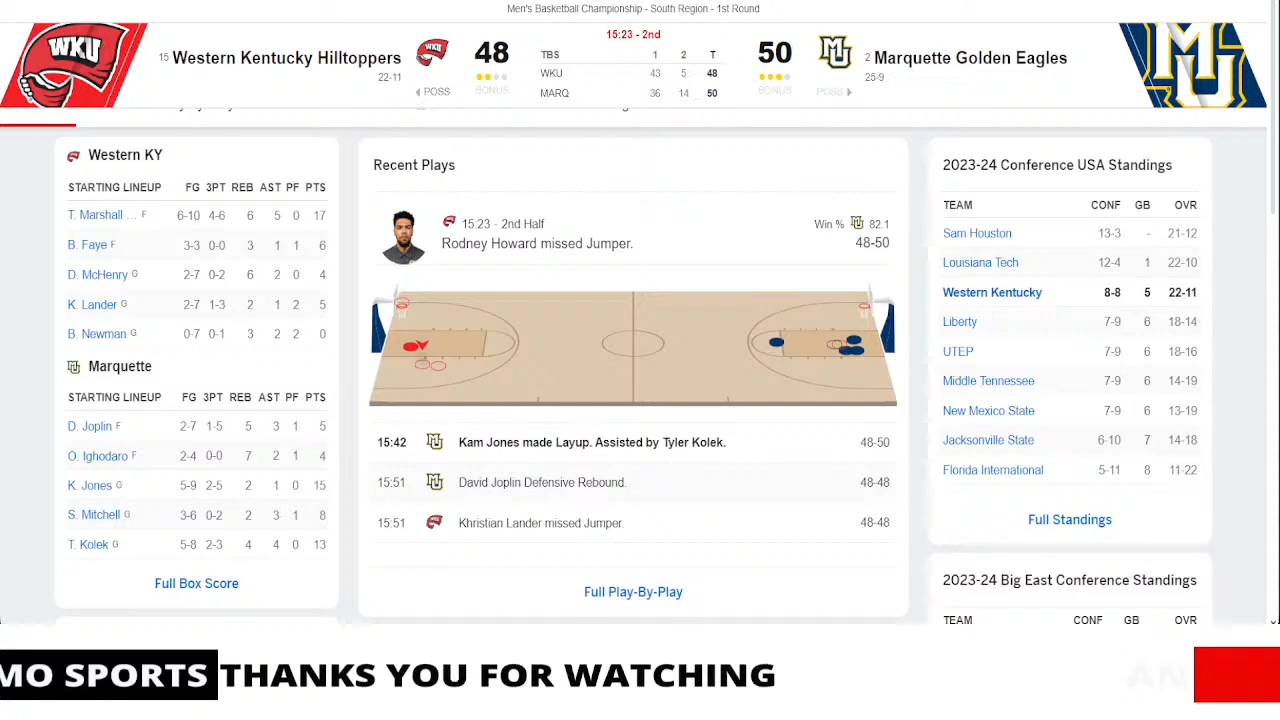 Men's Basketball Championship - South Region - 1st Round
WKU
15 Western Kentucky Hilltoppers
22-11
WKU
POSS
48
BONUS
15:23 - 2nd
TBS 1 2 T
WKU 43 5 48
MARQ 36 14 50
50
BONUS
MU
POSS
2 Marquette Golden Eagles
25-9
MU
Western KY
STARTING LINEUP FG 3PT REB AST PF PTS
T. Marshall ... F 6-10 4-6 6 5 0 17
B. Faye F 3-3 0-0 3 1 1 6
D. McHenry G 2-7 0-2 6 2 0 4
K. Lander G 2-7 1-3 2 1 2 5
B. Newman G 0-7 0-1 3 2 2 0
Marquette
STARTING LINEUP FG 3PT REB AST PF PTS
D. Joplin F 2-7 1-5 5 3 1 5
O. Ighodaro F 2-4 0-0 7 2 1 4
K. Jones G 5-9 2-5 2 1 0 15
S. Mitchell G 3-6 0-2 2 3 1 8
T. Kolek G 5-8 2-3 4 4 0 13
Full Box Score
Recent Plays
15:23 - 2nd Half
Rodney Howard missed Jumper.
Win % 82.1
48-50
15:42 Kam Jones made Layup. Assisted by Tyler Kolek. 48-50
15:51 David Joplin Defensive Rebound. 48-48
15:51 Khristian Lander missed Jumper. 48-48
Full Play-By-Play
2023-24 Conference USA Standings
TEAM CONF GB OVR
Sam Houston 13-3 - 21-12
Louisiana Tech 12-4 1 22-10
Western Kentucky 8-8 5 22-11
Liberty 7-9 6 18-14
UTEP 7-9 6 18-16
Middle Tennessee 7-9 6 14-19
New Mexico State 7-9 6 13-19
Jacksonville State 6-10 7 14-18
Florida International 5-11 8 11-22
Full Standings
2023-24 Big East Conference Standings
TEAM CONF GB OVR
MO SPORTS THANKS YOU FOR WATCHING
AN